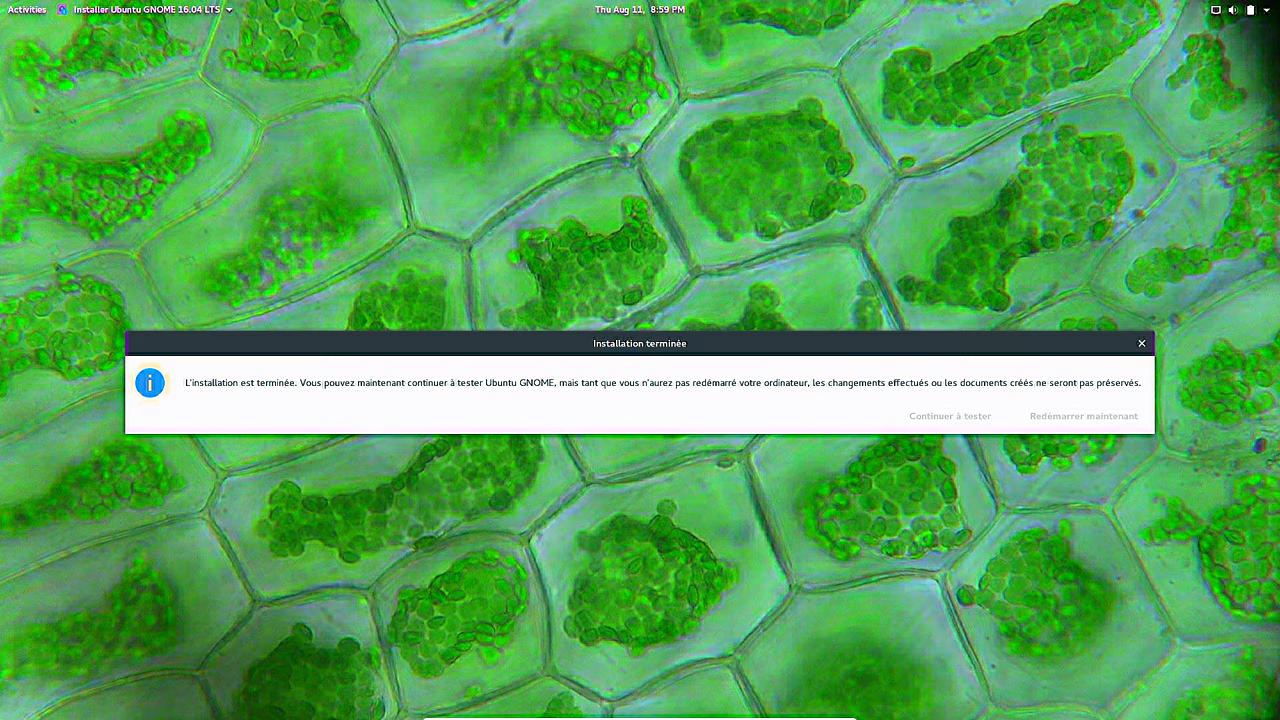 Activities Installer Ubuntu GNOME 16.04 LTS Thu Aug 11, 8:59 PM
Installation terminée
L'installation est terminée. Vous pouvez maintenant continuer à tester Ubuntu GNOME, mais tant que vous n'aurez pas redémarré votre ordinateur, les changements effectués ou les documents créés ne seront pas préservés.
Continuer à tester Redémarrer maintenant